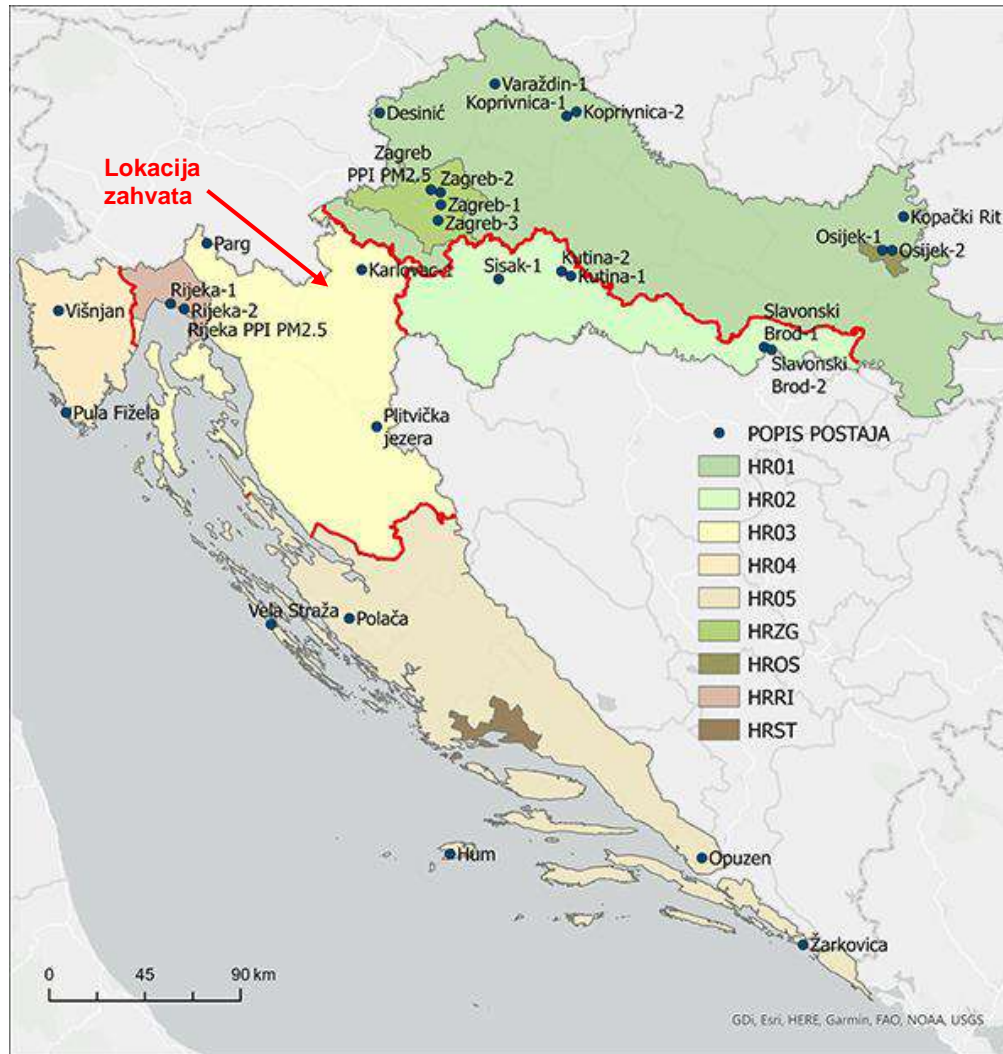 Varaždin-1
Koprivnica-1
Koprivnica-2
Desinić
Zagreb
PPI PM2.5
Zagreb-2
Zagreb-1
Zagreb-3
Lokacija
zahvata
Kopački Rit
Osijek-1
Osijek-2
Parg
Karlovac-1
Sisak-1
Kutina-2
Kutina-1
Višnjan
Rijeka-1
Rijeka-2
Rijeka PPI PM2.5
Slavonski
Brod-1
Slavonski
Brod-2
Pula Fižela
Plitvička
jezera
POPIS POSTAJA
HR01
HR02
HR03
HR04
HR05
HRZG
HROS
HRRI
HRST
Vela Straža
Polača
Hum
Opuzen
Žarkovica
0 45 90 km
GDi, Esri, HERE, Garmin, FAO, NOAA, USGS